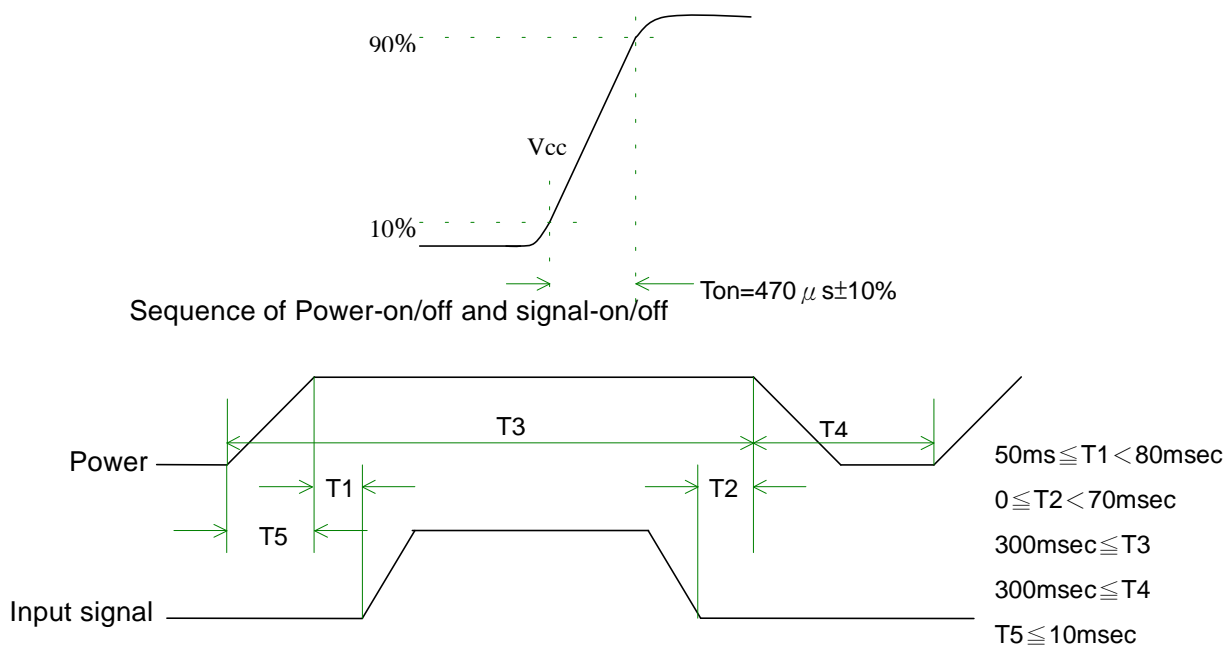 90%
Vcc
10%
Ton=470 μ s±10%
Sequence of Power-on/off and signal-on/off
T3
T4
Power
T1
T2
T5
Input signal
50ms≦T1＜80msec
0≦T2＜70msec
300msec≦T3
300msec≦T4
T5≦10msec